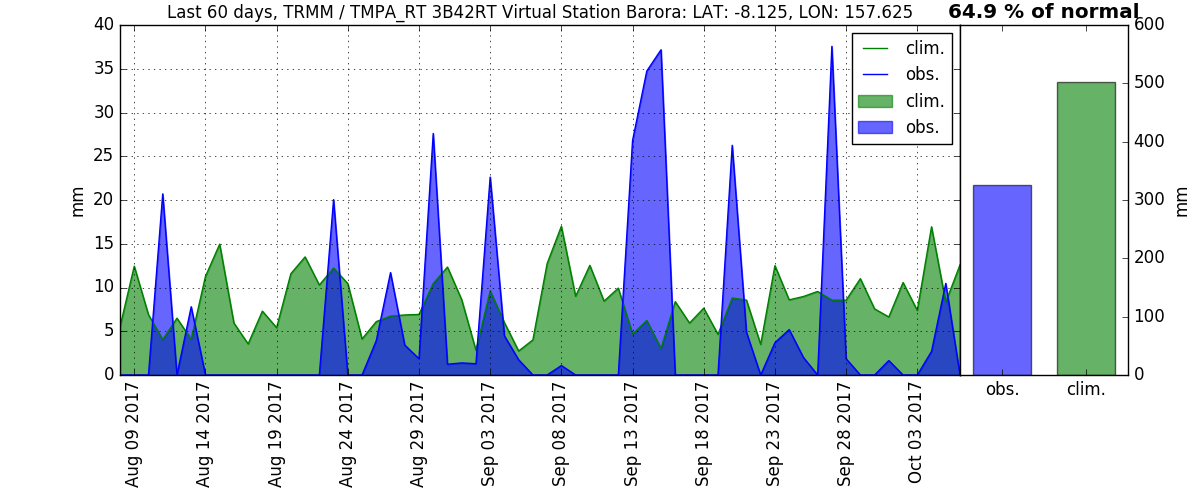 Last 60 days, TRMM / TMPA_RT 3B42RT Virtual Station Barora: LAT: -8.125, LON: 157.625
64.9 % of normal
40
35
30
25
20
15
10
5
0
mm
clim.
obs.
clim.
obs.
600
500
400
300
200
100
0
mm
Aug 09 2017
Aug 14 2017
Aug 19 2017
Aug 24 2017
Aug 29 2017
Sep 03 2017
Sep 08 2017
Sep 13 2017
Sep 18 2017
Sep 23 2017
Sep 28 2017
Oct 03 2017
obs.
clim.